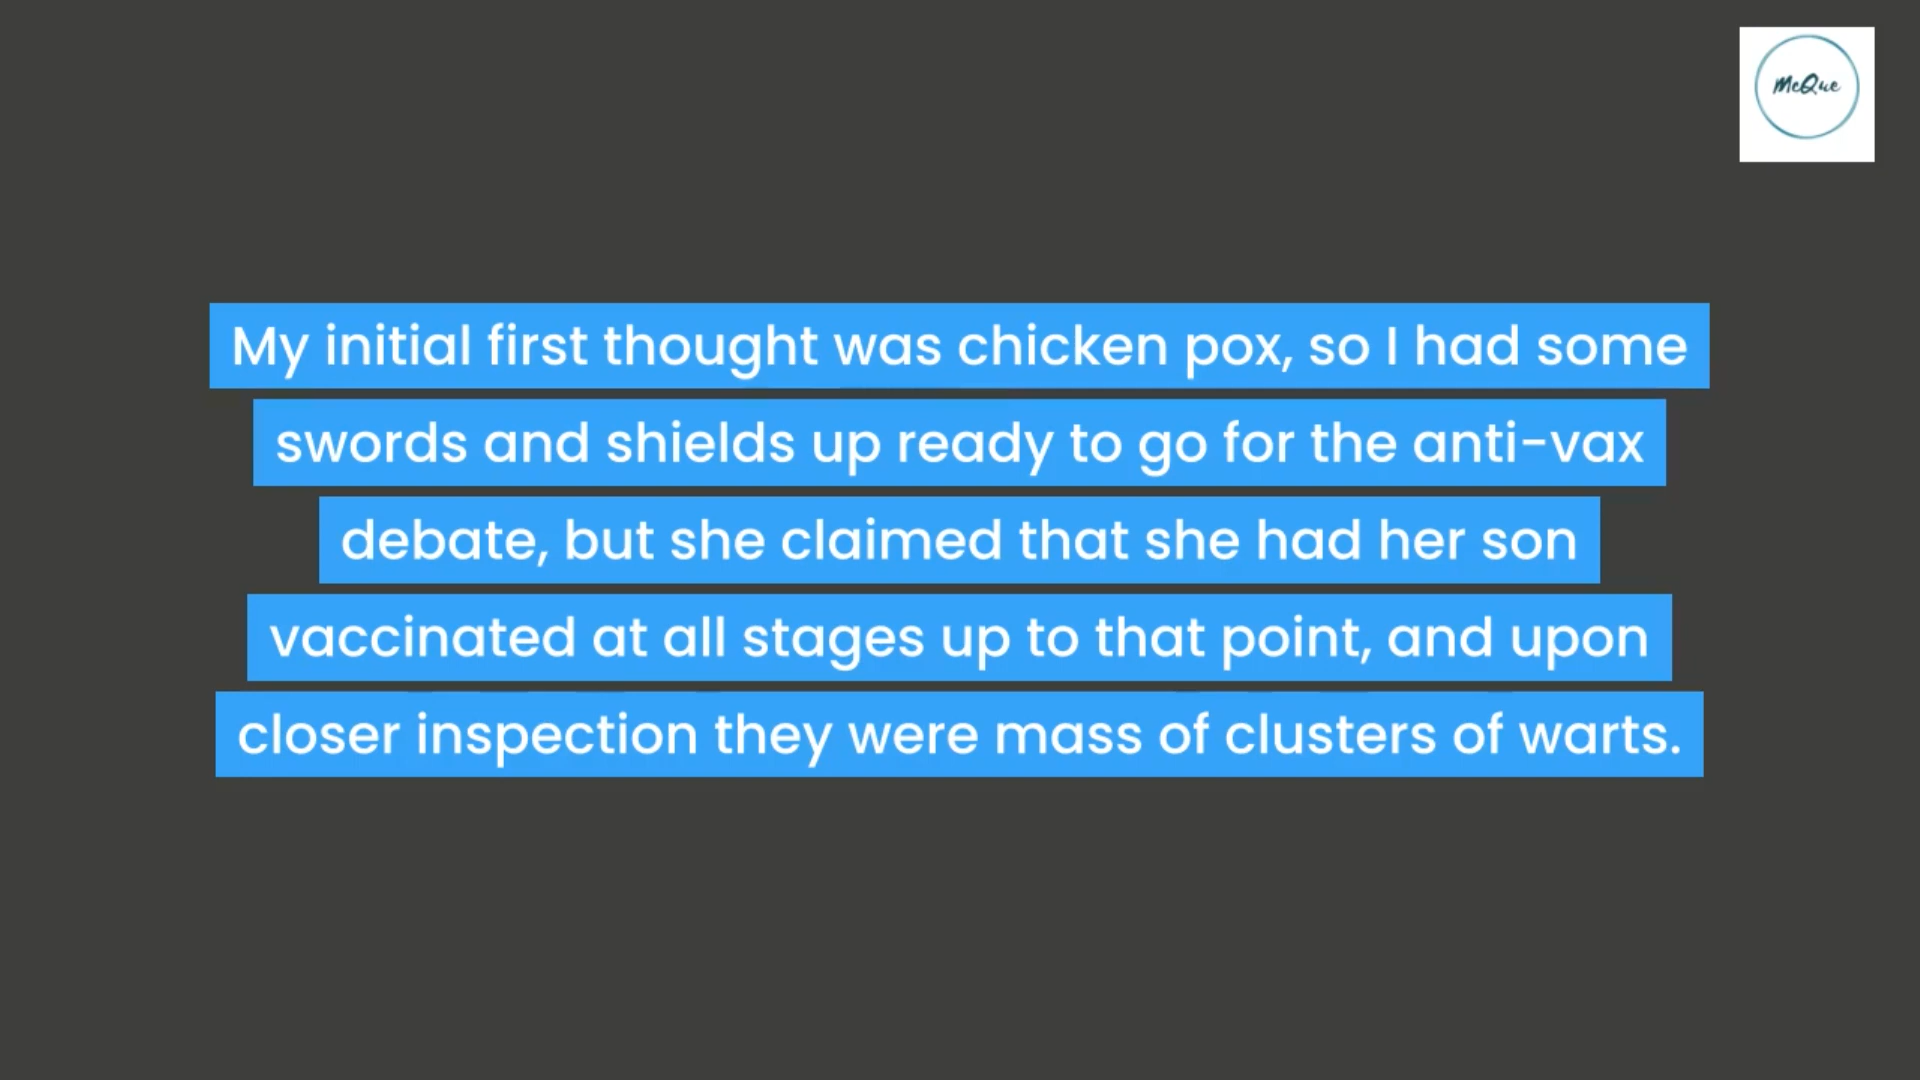 McQue
My initial first thought was chicken pox, so I had some
swords and shields up ready to go for the anti-vax
debate, but she claimed that she had her son
vaccinated at all stages up to that point, and upon
closer inspection they were mass of clusters of warts.